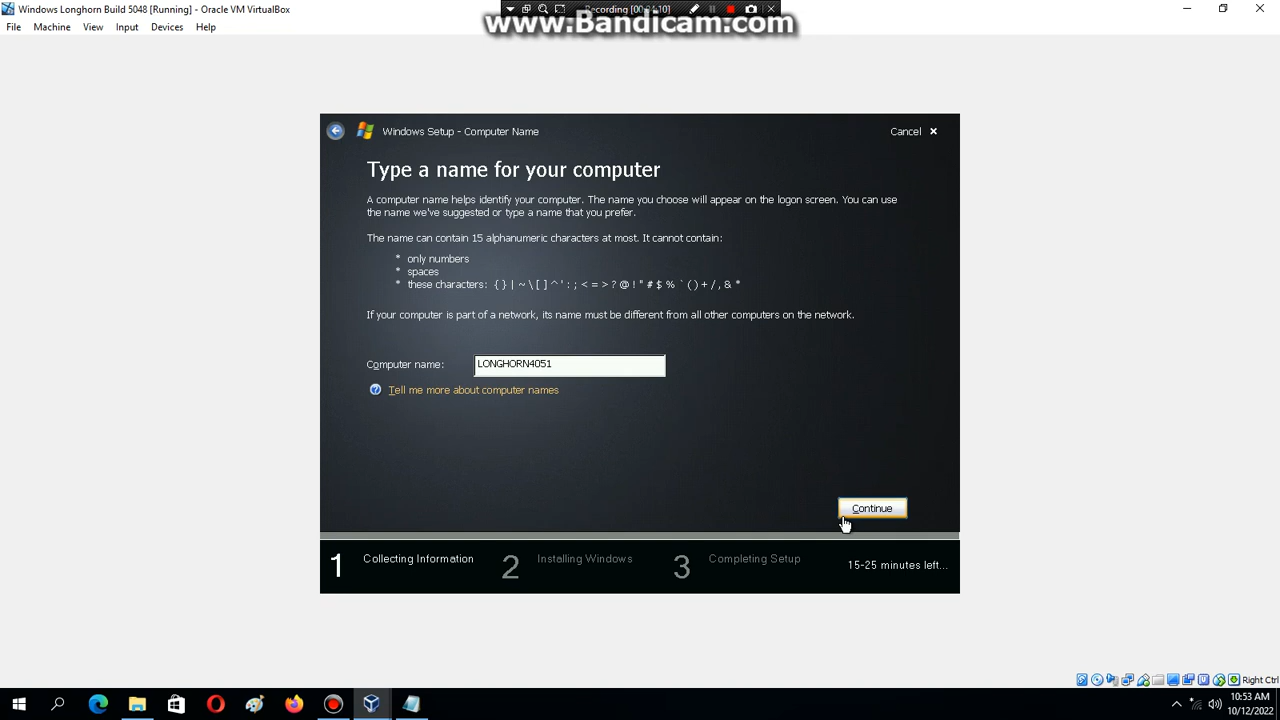 Windows Longhorn Build 5048 [Running] - Oracle VM VirtualBox
www.Bandicam.com
File Machine View Input Devices Help
Windows Setup - Computer Name
Cancel
Type a name for your computer
A computer name helps identify your computer. The name you choose will appear on the logon screen. You can use
the name we've suggested or type a name that you prefer.
The name can contain 15 alphanumeric characters at most. It cannot contain:
* only numbers
* spaces
* these characters: { } | ~ \ [ ] ^ ' : ; < = > ? @ ! " # $ % ` ( ) + / , & *
If your computer is part of a network, its name must be different from all other computers on the network.
Computer name: LONGHORN4051
Tell me more about computer names
Continue
1 Collecting Information 2 Installing Windows 3 Completing Setup 15-25 minutes left...
Right Ctrl
10:53 AM
10/12/2022